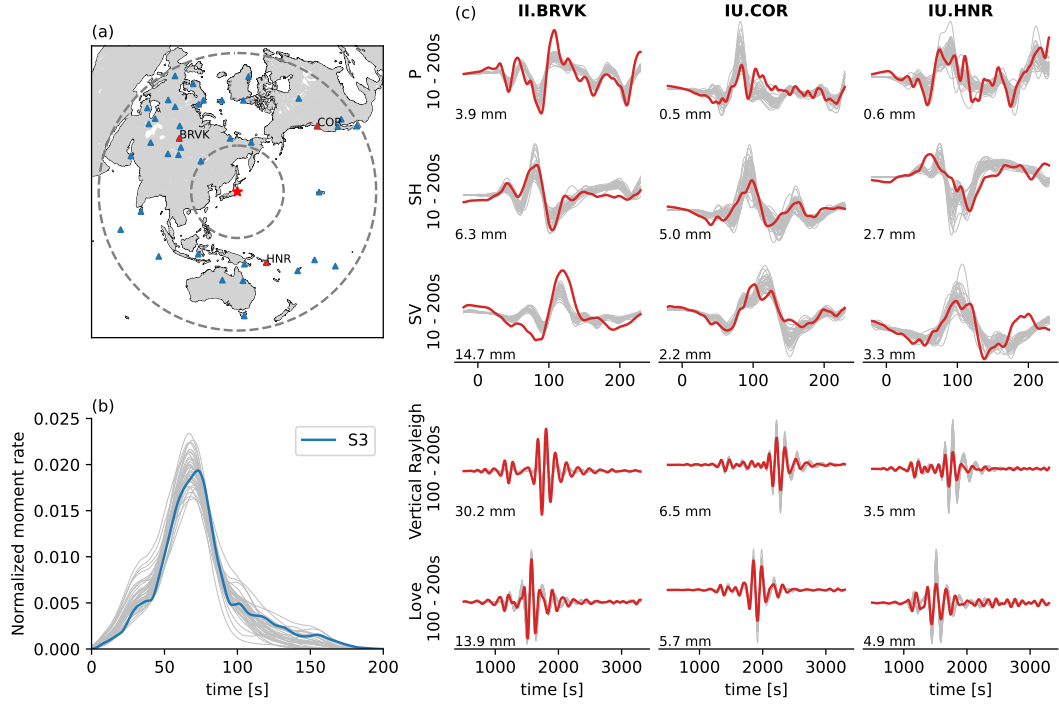 (a)
BRVK
COR
HNR
(b)
Normalized moment rate
0.025
0.020
0.015
0.010
0.005
0.000
S3
0 50 100 150 200
time [s]
(c)
II.BRVK IU.COR IU.HNR
P
10 - 200s
3.9 mm 0.5 mm 0.6 mm
SH
10 - 200s
6.3 mm 5.0 mm 2.7 mm
SV
10 - 200s
14.7 mm 2.2 mm 3.3 mm
0 100 200 0 100 200 0 100 200
Vertical Rayleigh
100 - 200s
30.2 mm 6.5 mm 3.5 mm
Love
100 - 200s
13.9 mm 5.7 mm 4.9 mm
1000 2000 3000 1000 2000 3000 1000 2000 3000
time [s] time [s] time [s]